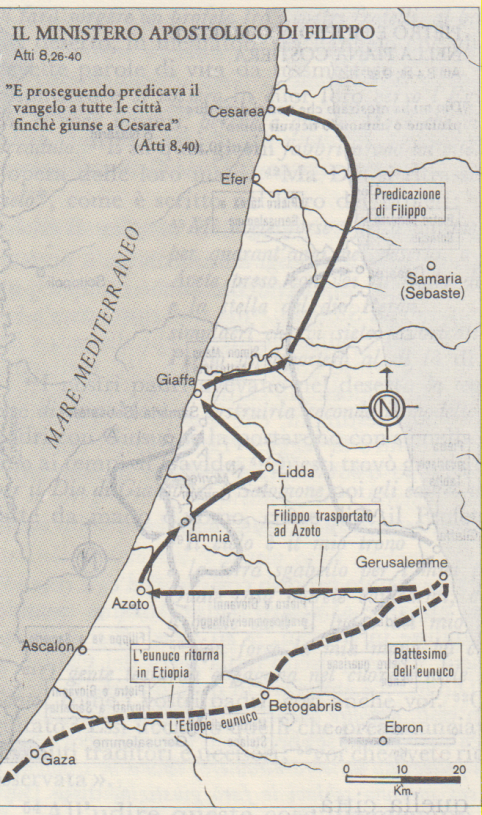 IL MINISTERO APOSTOLICO DI FILIPPO
Atti 8,26-40
"E proseguendo predicava il
vangelo a tutte le città
finchè giunse a Cesarea"
(Atti 8,40)
Cesarea
Efer
Predicazione
di Filippo
Samaria
(Sebaste)
MARE MEDITERRANEO
Giaffa
N
Lidda
Filippo trasportato
ad Azoto
Iamnia
Gerusalemme
Azoto
Ascalon
L'eunuco ritorna
in Etiopia
Battesimo
dell'eunuco
Betogabris
L'Etiope eunuco
Ebron
Gaza
0 10 20
Km.
quella città